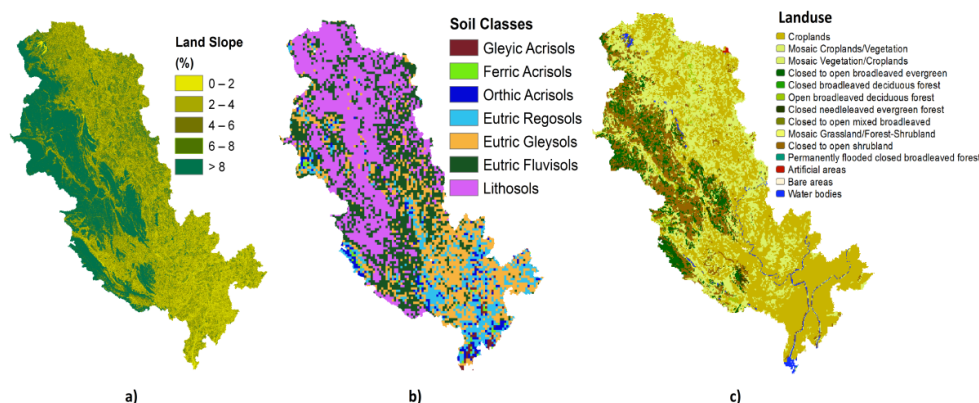 Land Slope
(%)
0 – 2
2 – 4
4 – 6
6 – 8
> 8
a)
Soil Classes
Gleyic Acrisols
Ferric Acrisols
Orthic Acrisols
Eutric Regosols
Eutric Gleysols
Eutric Fluvisols
Lithosols
b)
Landuse
Croplands
Mosaic Croplands/Vegetation
Mosaic Vegetation/Croplands
Closed to open broadleaved evergreen
Closed broadleaved deciduous forest
Open broadleaved deciduous forest
Closed needleleaved evergreen forest
Closed to open mixed broadleaved
Mosaic Grassland/Forest-Shrubland
Closed to open shrubland
Permanently flooded closed broadleaved forest
Artificial areas
Bare areas
Water bodies
c)